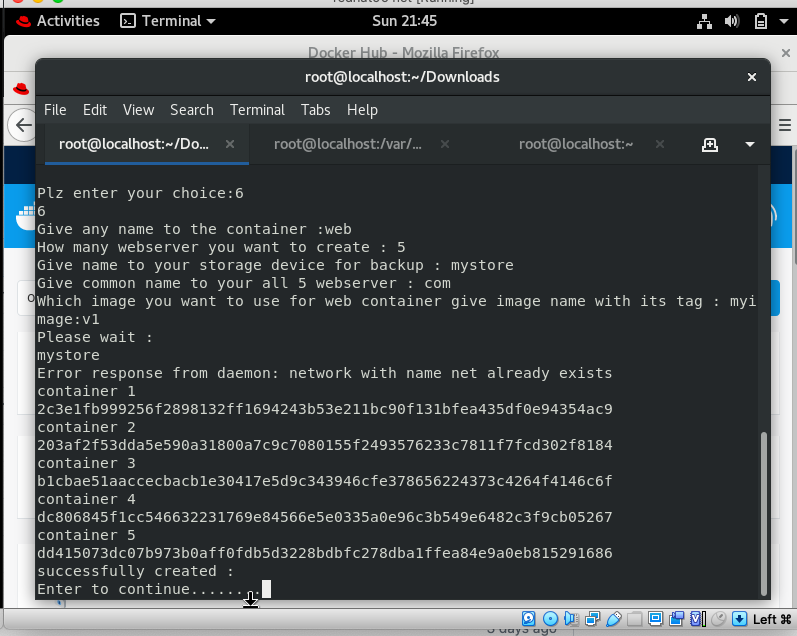 [Running]
Activities
Terminal
Sun 21:45
Docker Hub - Mozilla Firefox
root@localhost:~/Downloads
File Edit View Search Terminal Tabs Help
root@localhost:~/Do...
root@localhost:/var/...
root@localhost:~
Plz enter your choice:6
6
Give any name to the container :web
How many webserver you want to create : 5
Give name to your storage device for backup : mystore
Give common name to your all 5 webserver : com
Which image you want to use for web container give image name with its tag : myi
mage:v1
Please wait :
mystore
Error response from daemon: network with name net already exists
container 1
2c3e1fb999256f2898132ff1694243b53e211bc90f131bfea435df0e94354ac9
container 2
203af2f53dda5e590a31800a7c9c7080155f2493576233c7811f7fcd302f8184
container 3
b1cbae51aaccecbacb1e30417e5d9c343946cfe378656224373c4264f4146c6f
container 4
dc806845f1cc546632231769e84566e5e0335a0e96c3b549e6482c3f9cb05267
container 5
dd415073dc07b973b0aff0fdb5d3228bdbfc278dba1ffea84e9a0eb815291686
successfully created :
Enter to continue........
Left ⌘
3 days ago